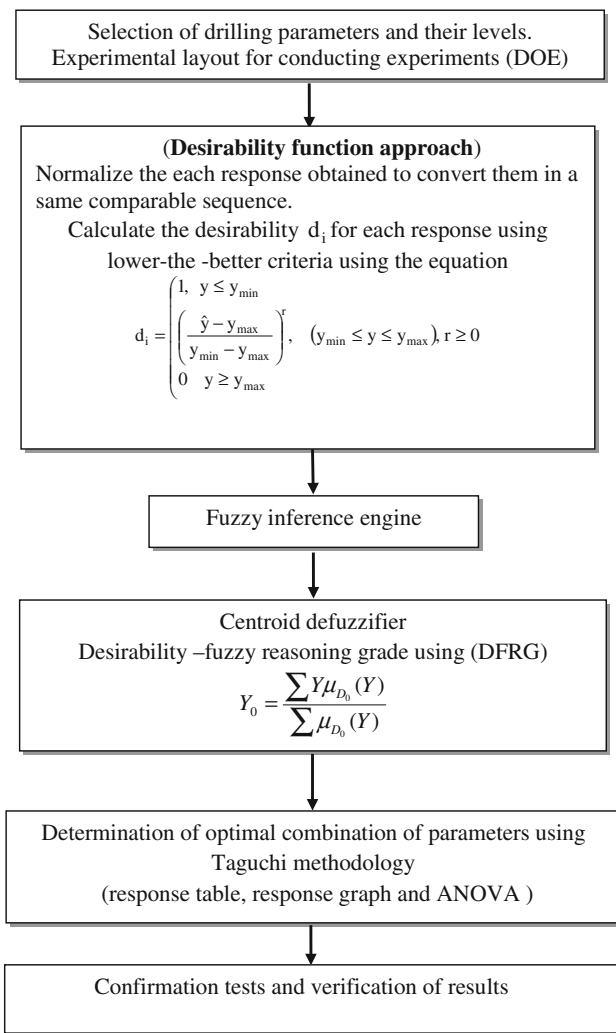 Selection of drilling parameters and their levels.
Experimental layout for conducting experiments (DOE)
(Desirability function approach)
Normalize the each response obtained to convert them in a
same comparable sequence.
Calculate the desirability d_i for each response using
lower-the -better criteria using the equation
1, y ≤ y_min
d_i = ( (ŷ − y_max) / (y_min − y_max) )^r, (y_min ≤ y ≤ y_max), r ≥ 0
0 y ≥ y_max
Fuzzy inference engine
Centroid defuzzifier
Desirability –fuzzy reasoning grade using (DFRG)
Y_0 = ∑ Yμ_{D_0}(Y) / ∑ μ_{D_0}(Y)
Determination of optimal combination of parameters using
Taguchi methodology
(response table, response graph and ANOVA )
Confirmation tests and verification of results